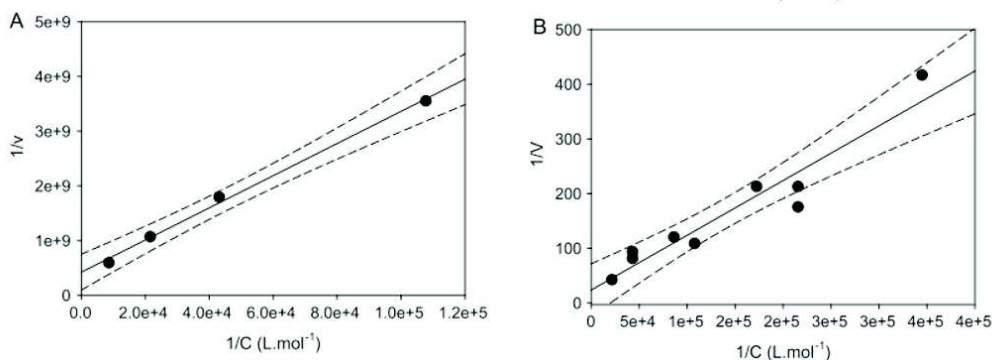 A
5e+9
4e+9
3e+9
2e+9
1e+9
0
1/v
0.0 2.0e+4 4.0e+4 6.0e+4 8.0e+4 1.0e+5 1.2e+5
1/C (L.mol⁻¹)
B
500
400
300
200
100
0
1/V
0 5e+4 1e+5 2e+5 2e+5 3e+5 3e+5 4e+5 4e+5
1/C (L.mol⁻¹)